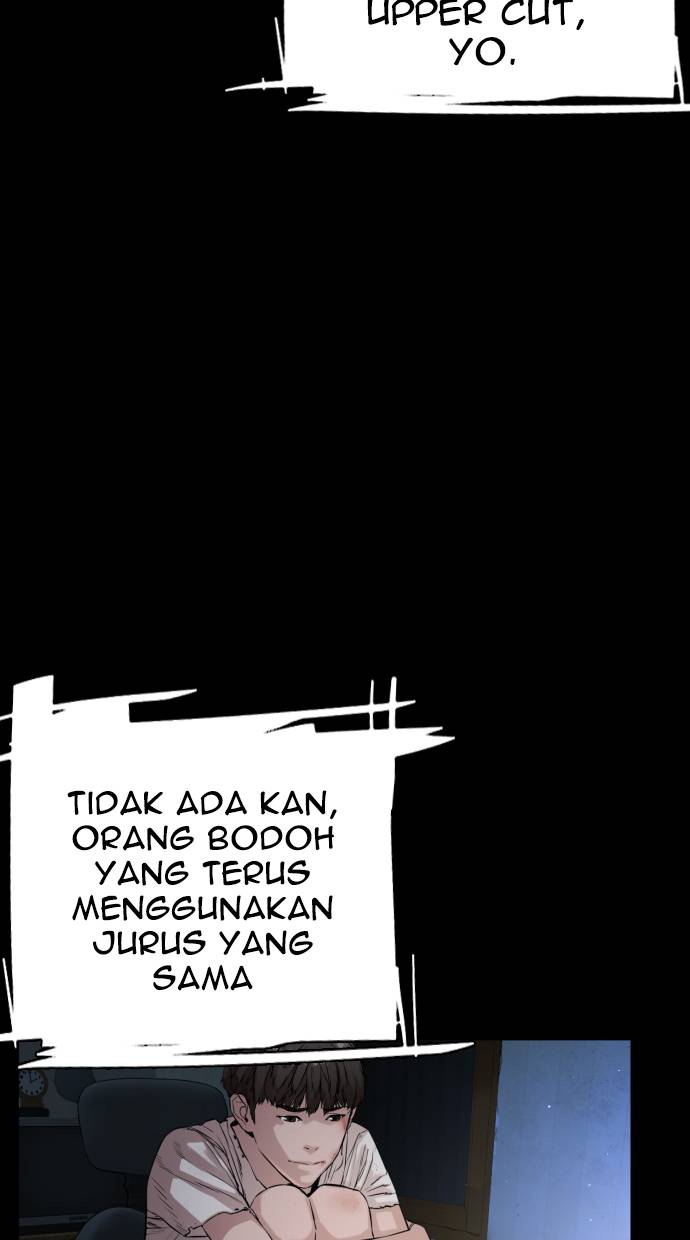 UPPER CUT,
YO.
TIDAK ADA KAN,
ORANG BODOH
YANG TERUS
MENGGUNAKAN
JURUS YANG
SAMA